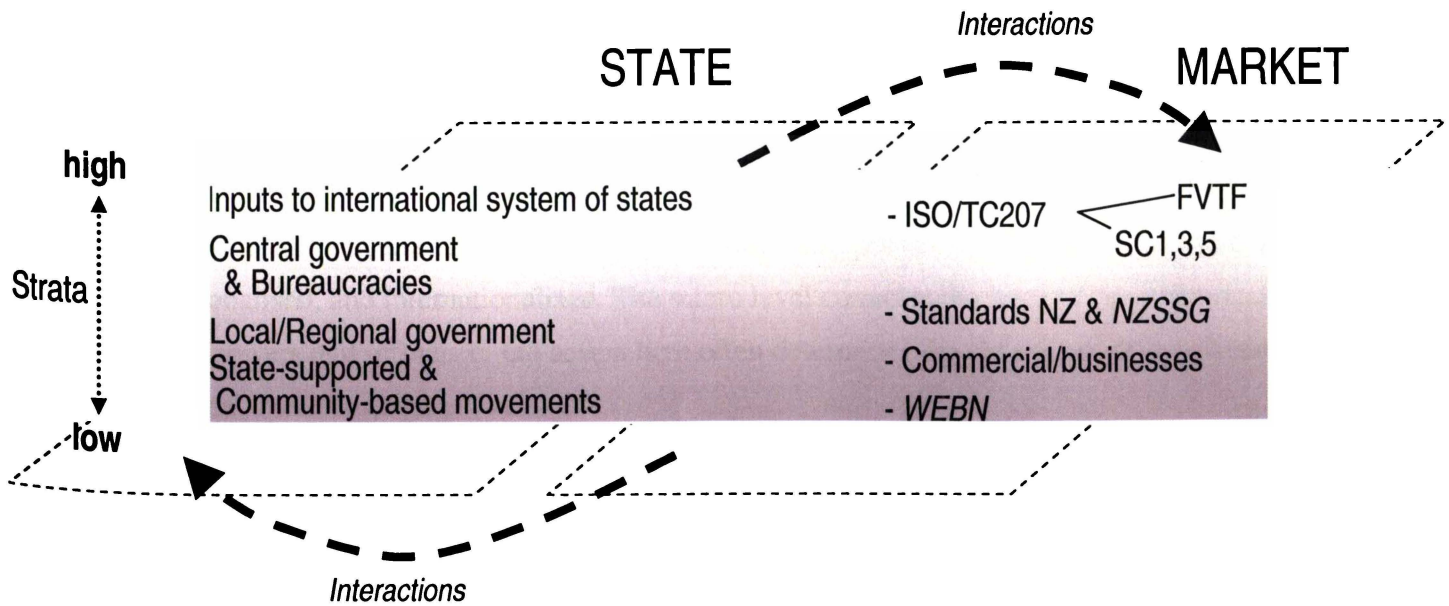 Interactions
STATE
MARKET
high
Strata
low
Inputs to international system of states
Central government
& Bureaucracies
Local/Regional government
State-supported &
Community-based movements
- ISO/TC207
FVTF
SC1,3,5
- Standards NZ & NZSSG
- Commercial/businesses
- WEBN
Interactions